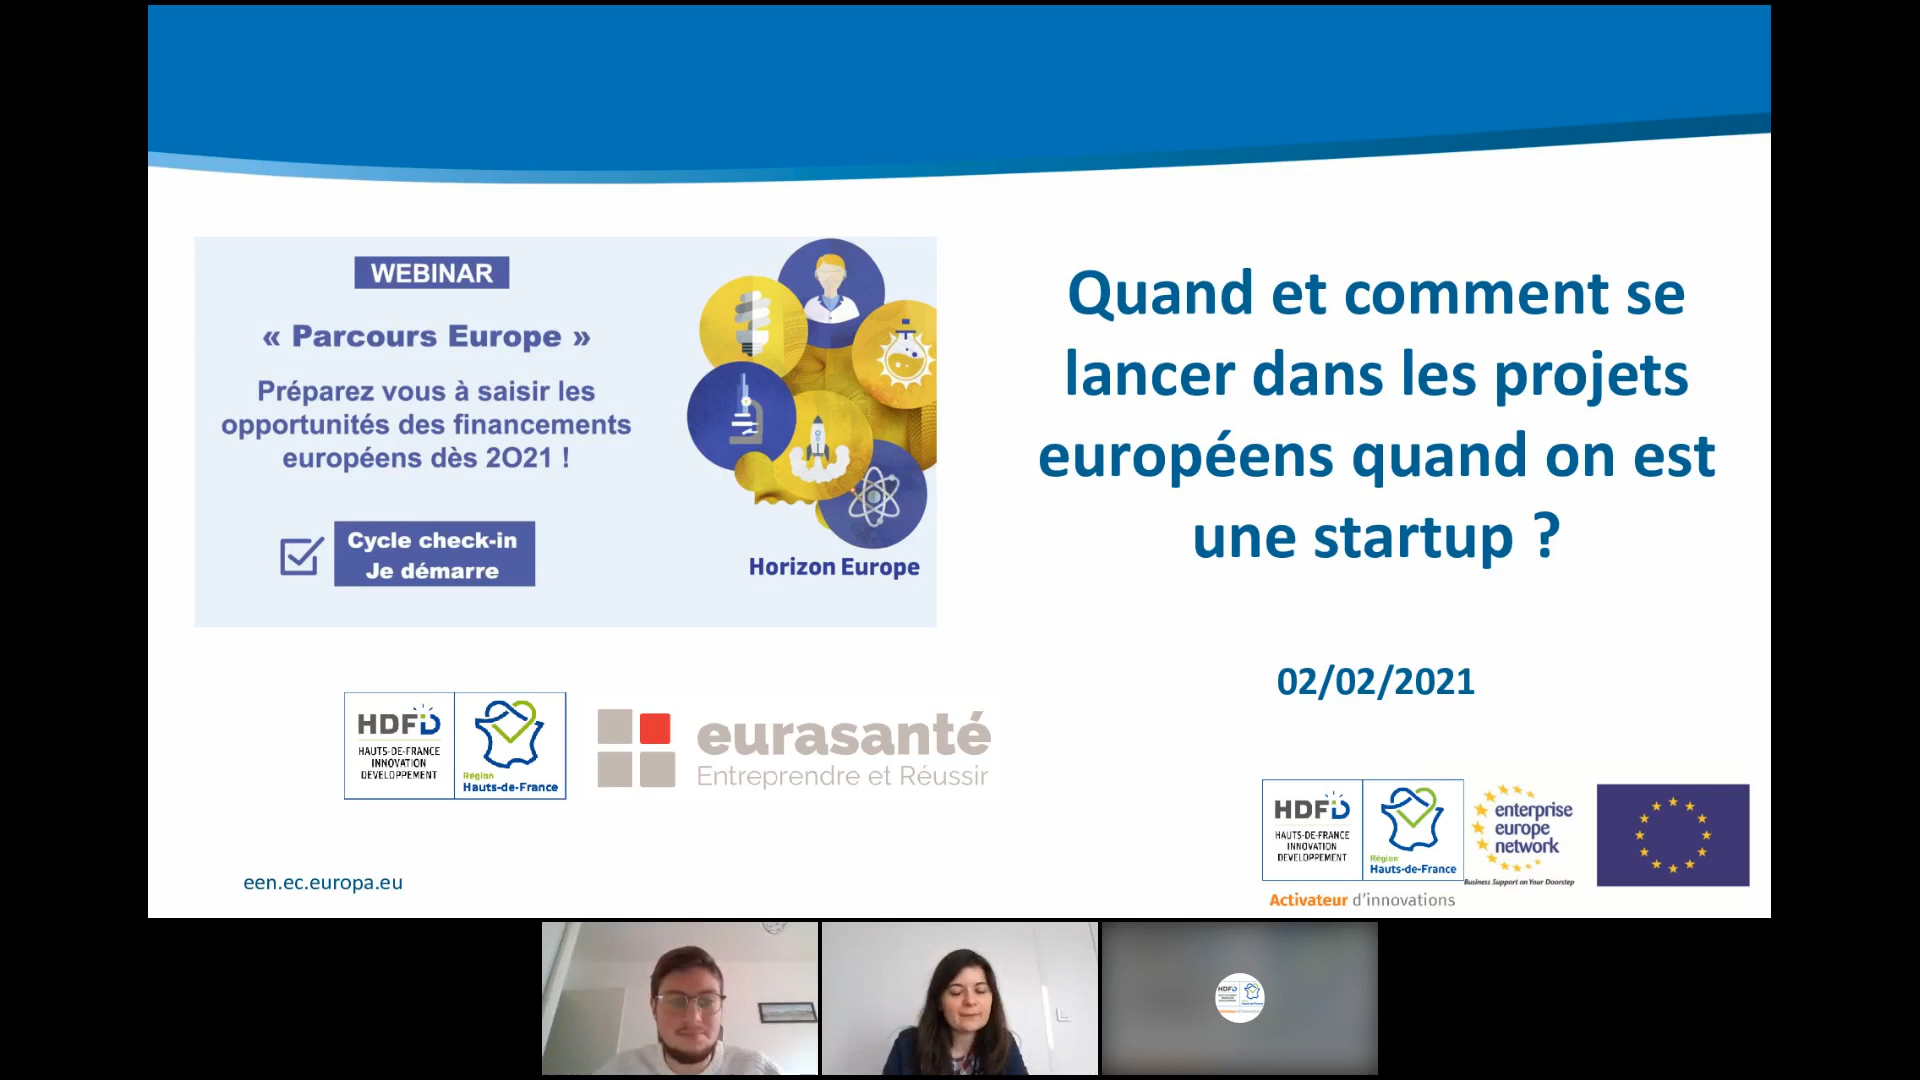 WEBINAR
« Parcours Europe »
Préparez vous à saisir les
opportunités des financements
européens dès 2021 !
Cycle check-in
Je démarre
Horizon Europe
Quand et comment se
lancer dans les projets
européens quand on est
une startup ?
02/02/2021
HDFID
HAUTS-DE-FRANCE
INNOVATION
DEVELOPPEMENT
Région
Hauts-de-France
eurasanté
Entreprendre et Réussir
een.ec.europa.eu
HDFID
HAUTS-DE-FRANCE
INNOVATION
DEVELOPPEMENT
Région
Hauts-de-France
Activateur d'innovations
enterprise
europe
network
Business Support on Your Doorstep
HDFID